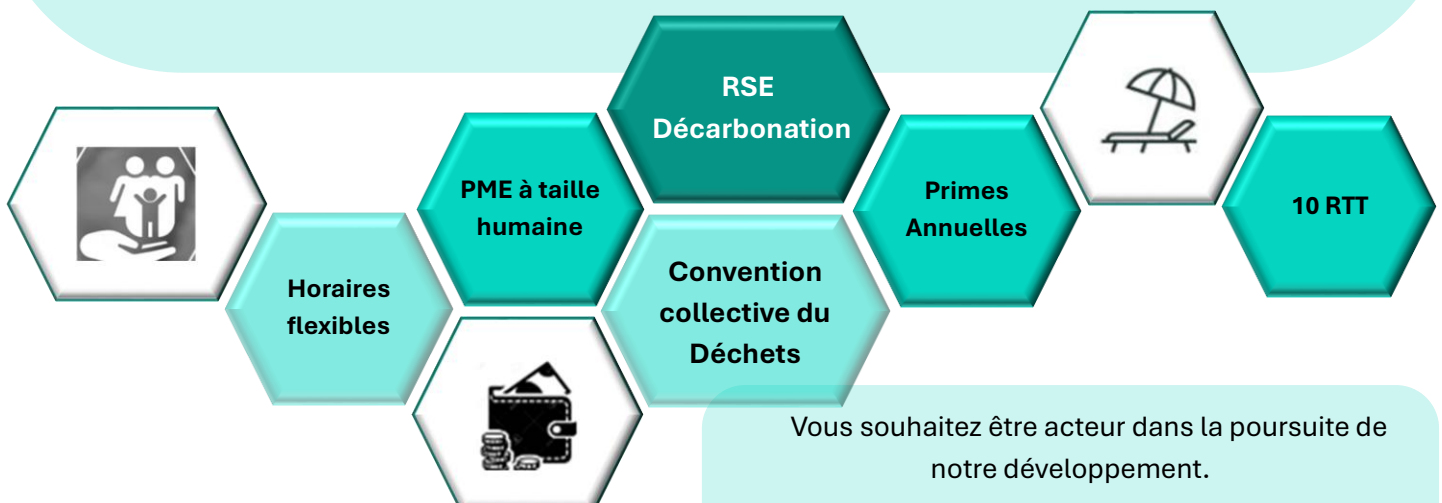 RSE
Décarbonation
PME à taille
humaine
Primes
Annuelles
10 RTT
Horaires
flexibles
Convention
collective du
Déchets
Vous souhaitez être acteur dans la poursuite de
notre développement.